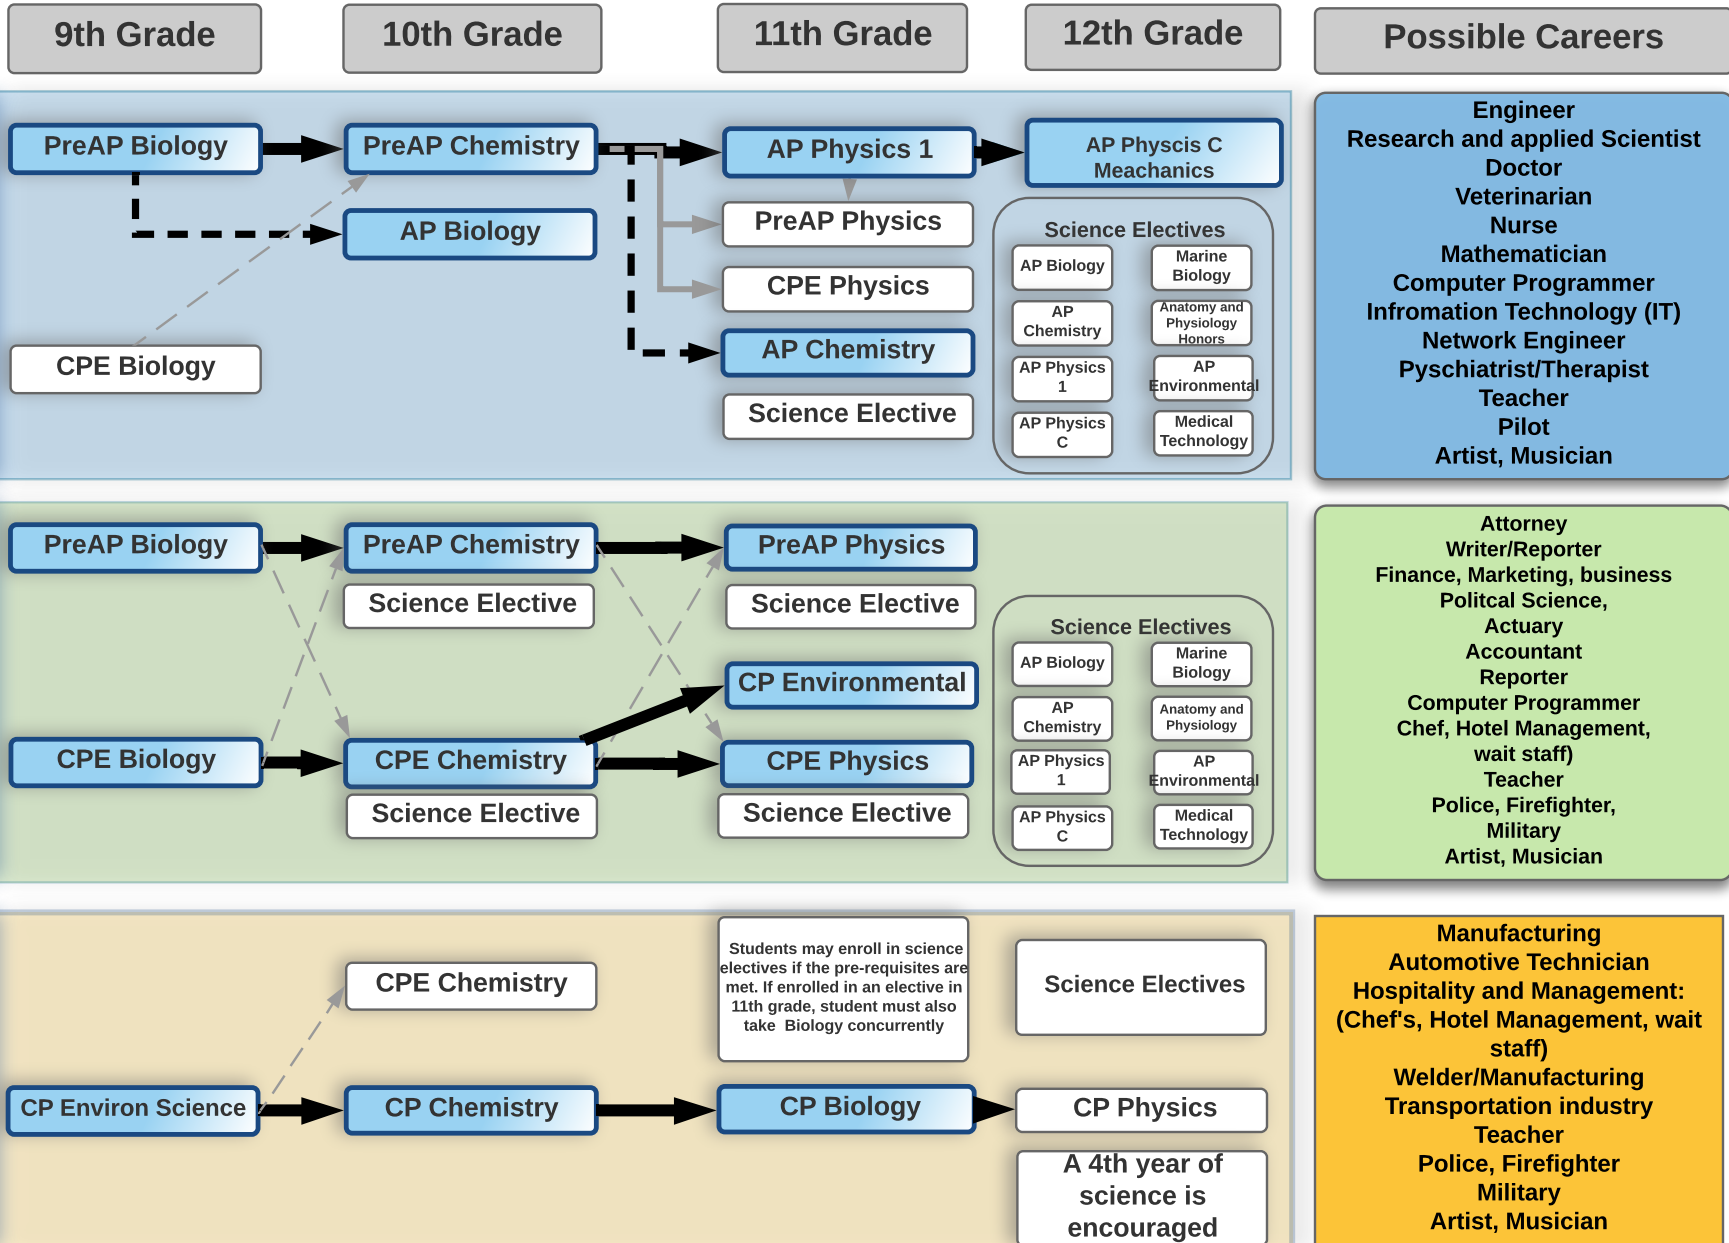 9th Grade
10th Grade
11th Grade
12th Grade
Possible Careers
PreAP Biology
PreAP Chemistry
AP Physics 1
AP Physcis C
Meachanics
AP Biology
PreAP Physics
CPE Physics
CPE Biology
AP Chemistry
Science Elective
Science Electives
AP Biology
Marine
Biology
AP
Chemistry
Anatomy and
Physiology
Honors
AP Physics
1
AP
Environmental
AP Physics
C
Medical
Technology
Engineer
Research and applied Scientist
Doctor
Veterinarian
Nurse
Mathematician
Computer Programmer
Infromation Technology (IT)
Network Engineer
Pyschiatrist/Therapist
Teacher
Pilot
Artist, Musician
PreAP Biology
PreAP Chemistry
PreAP Physics
Science Elective
Science Elective
CP Environmental
CPE Biology
CPE Chemistry
CPE Physics
Science Elective
Science Elective
Science Electives
AP Biology
Marine
Biology
AP
Chemistry
Anatomy and
Physiology
AP Physics
1
AP
Environmental
AP Physics
C
Medical
Technology
Attorney
Writer/Reporter
Finance, Marketing, business
Politcal Science,
Actuary
Accountant
Reporter
Computer Programmer
Chef, Hotel Management,
wait staff)
Teacher
Police, Firefighter,
Military
Artist, Musician
CPE Chemistry
Students may enroll in science
electives if the pre-requisites are
met. If enrolled in an elective in
11th grade, student must also
take Biology concurrently
Science Electives
CP Environ Science
CP Chemistry
CP Biology
CP Physics
A 4th year of
science is
encouraged
Manufacturing
Automotive Technician
Hospitality and Management:
(Chef's, Hotel Management, wait
staff)
Welder/Manufacturing
Transportation industry
Teacher
Police, Firefighter
Military
Artist, Musician